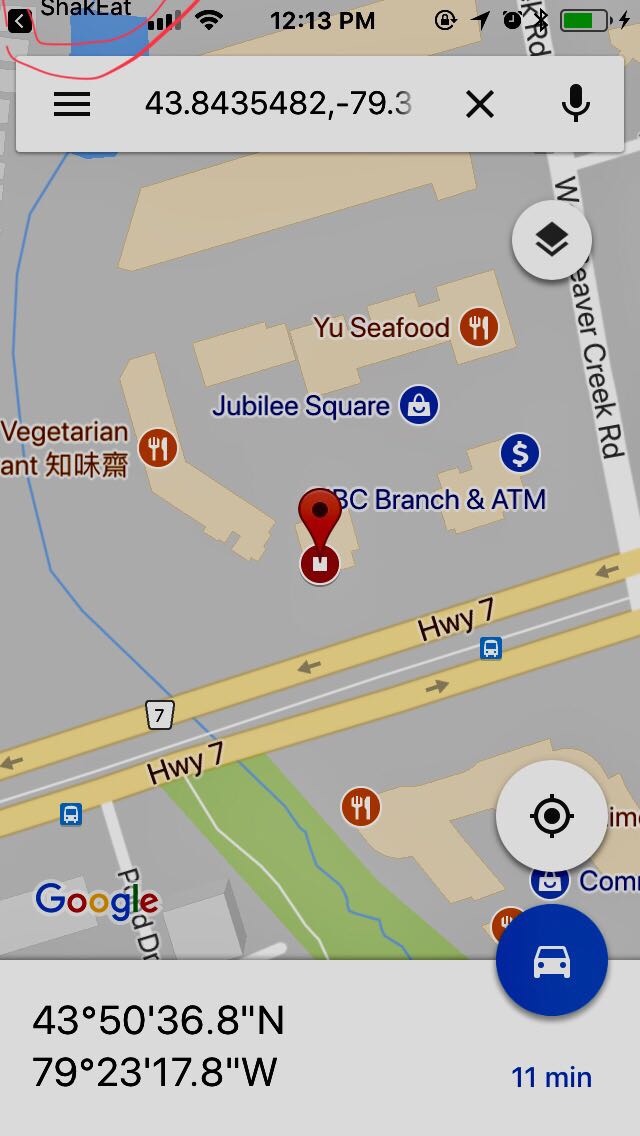 ShakEat
12:13 PM
43.8435482,-79.3
Yu Seafood
Jubilee Square
Vegetarian
ant 知味齋
BC Branch & ATM
W
eaver Creek Rd
k Rd
Hwy 7
7
Hwy 7
Google
43°50'36.8"N
79°23'17.8"W
11 min